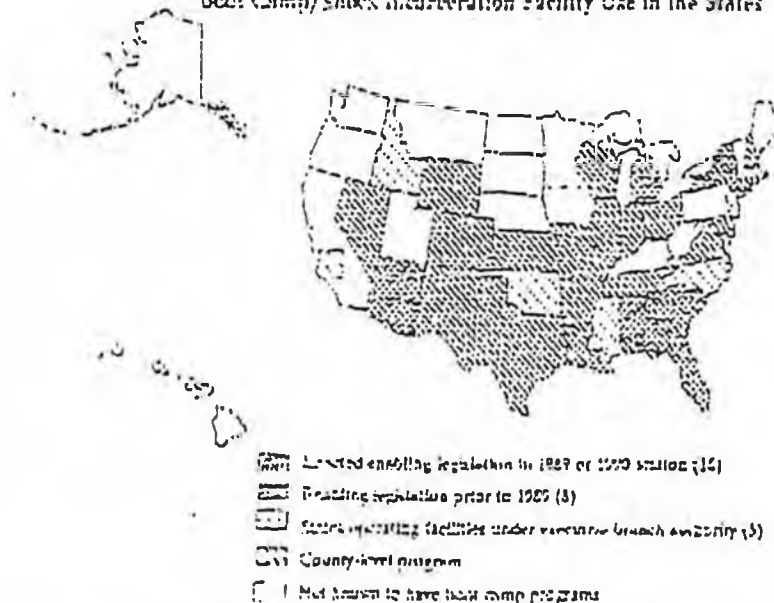 Boot Camp/Shock Incarceration Facility Use in the States
Enacted enabling legislation in 1989 or 1990 session
Enabling legislation prior to 1989
States operating facilities under executive branch authority
County-level program
Not known to have boot camp programs